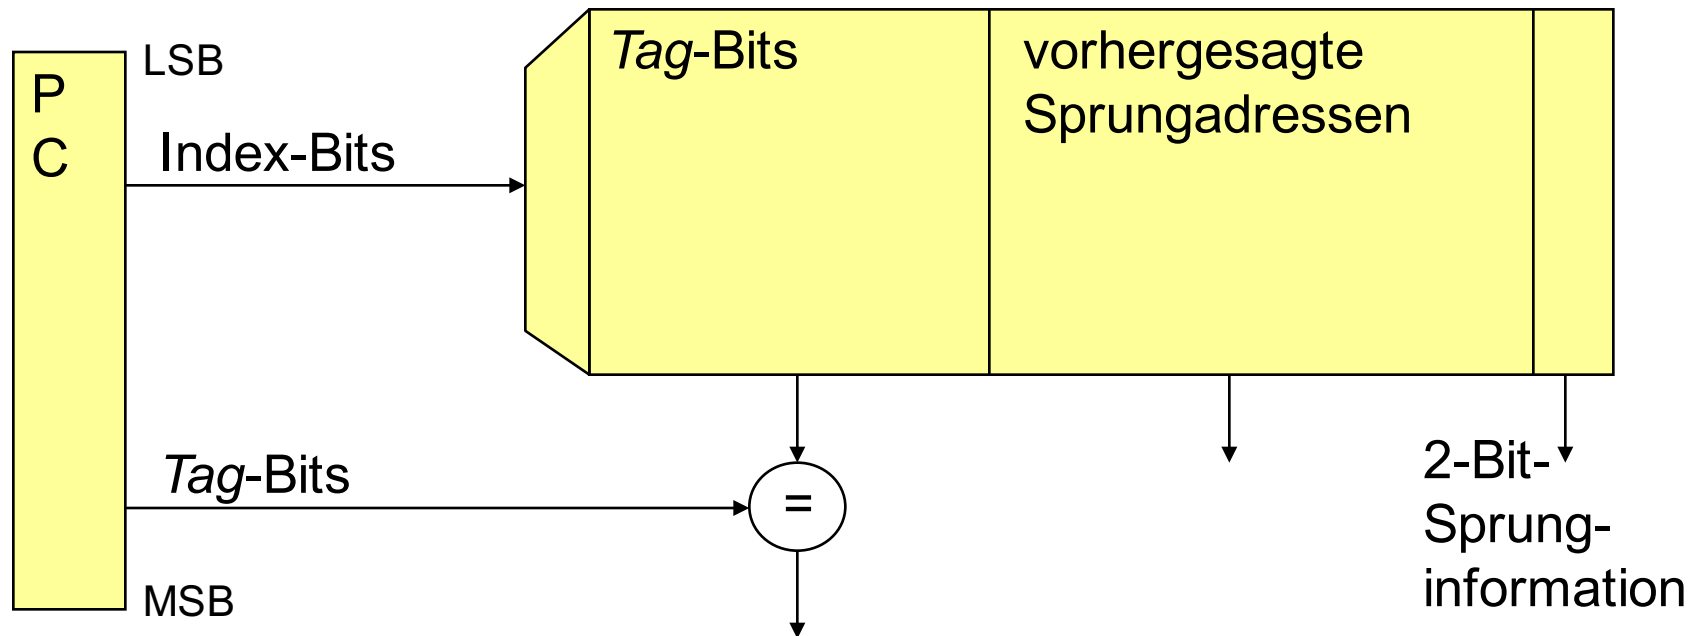 P
C
LSB
Index-Bits
Tag-Bits
MSB
Tag-Bits
vorhergesagte
Sprungadressen
=
2-Bit-
Sprung-
information